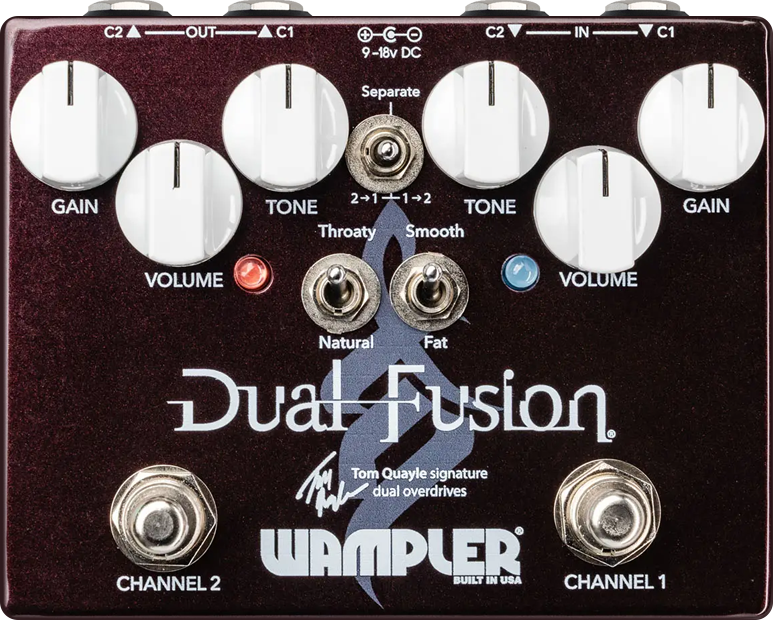 C2 ▲ OUT ▲ C1
9-18v DC
C2 ▼ IN ▼ C1
Separate
GAIN
TONE
2→1
1→2
TONE
GAIN
Throaty
Smooth
VOLUME
VOLUME
Natural
Fat
Dual Fusion®
Tom Quayle signature
dual overdrives
WAMPLER®
BUILT IN USA
CHANNEL 2
CHANNEL 1